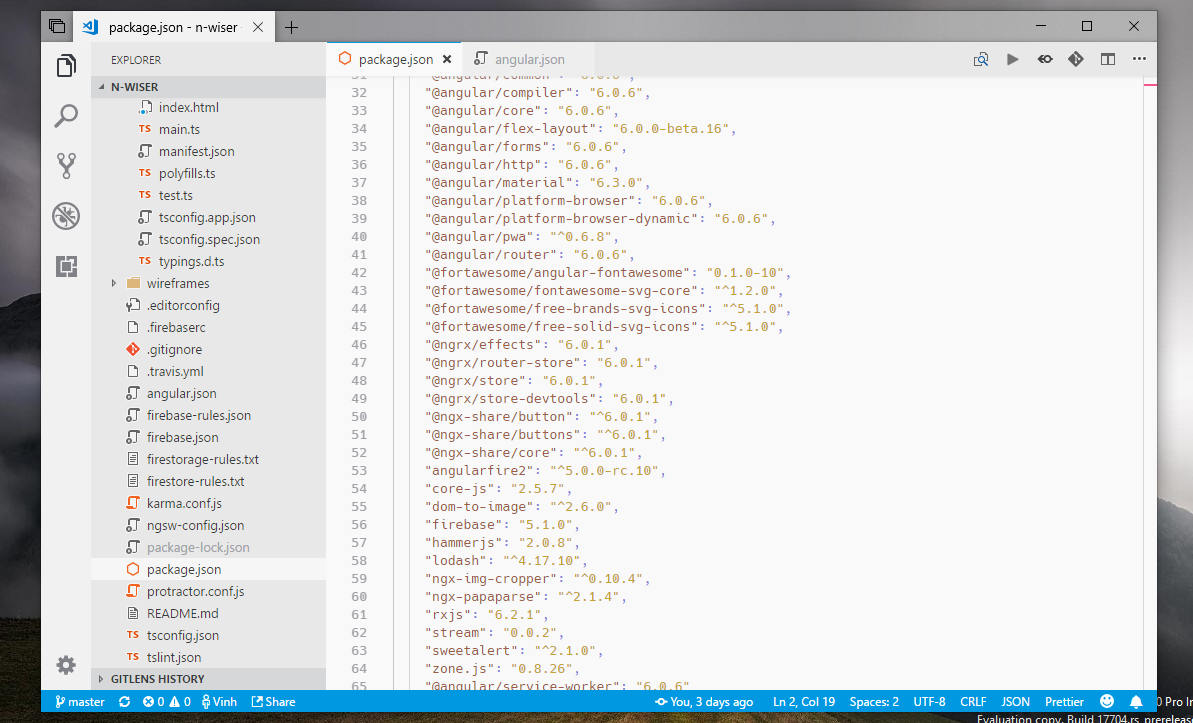 package.json - n-wiser
EXPLORER
N-WISER
index.html
TS main.ts
manifest.json
TS polyfills.ts
TS test.ts
tsconfig.app.json
tsconfig.spec.json
TS typings.d.ts
wireframes
.editorconfig
.firebaserc
.gitignore
.travis.yml
angular.json
firebase-rules.json
firebase.json
firestorage-rules.txt
firestore-rules.txt
karma.conf.js
ngsw-config.json
package-lock.json
package.json
protractor.conf.js
README.md
TS tsconfig.json
TS tslint.json
GITLENS HISTORY
package.json
angular.json
31 "@angular/common": "6.0.6",
32 "@angular/compiler": "6.0.6",
33 "@angular/core": "6.0.6",
34 "@angular/flex-layout": "6.0.0-beta.16",
35 "@angular/forms": "6.0.6",
36 "@angular/http": "6.0.6",
37 "@angular/material": "6.3.0",
38 "@angular/platform-browser": "6.0.6",
39 "@angular/platform-browser-dynamic": "6.0.6",
40 "@angular/pwa": "^0.6.8",
41 "@angular/router": "6.0.6",
42 "@fortawesome/angular-fontawesome": "0.1.0-10",
43 "@fortawesome/fontawesome-svg-core": "^1.2.0",
44 "@fortawesome/free-brands-svg-icons": "^5.1.0",
45 "@fortawesome/free-solid-svg-icons": "^5.1.0",
46 "@ngrx/effects": "6.0.1",
47 "@ngrx/router-store": "6.0.1",
48 "@ngrx/store": "6.0.1",
49 "@ngrx/store-devtools": "6.0.1",
50 "@ngx-share/button": "^6.0.1",
51 "@ngx-share/buttons": "^6.0.1",
52 "@ngx-share/core": "^6.0.1",
53 "angularfire2": "^5.0.0-rc.10",
54 "core-js": "2.5.7",
55 "dom-to-image": "^2.6.0",
56 "firebase": "5.1.0",
57 "hammerjs": "2.0.8",
58 "lodash": "^4.17.10",
59 "ngx-img-cropper": "^0.10.4",
60 "ngx-papaparse": "^2.1.4",
61 "rxjs": "6.2.1",
62 "stream": "0.0.2",
63 "sweetalert": "^2.1.0",
64 "zone.js": "0.8.26",
65 "@angular/service-worker": "6.0.6"
master 0 0 Vinh Share You, 3 days ago Ln 2, Col 19 Spaces: 2 UTF-8 CRLF JSON Prettier
0 Pro In
Evaluation copy. Build 17704.rs_prerelea